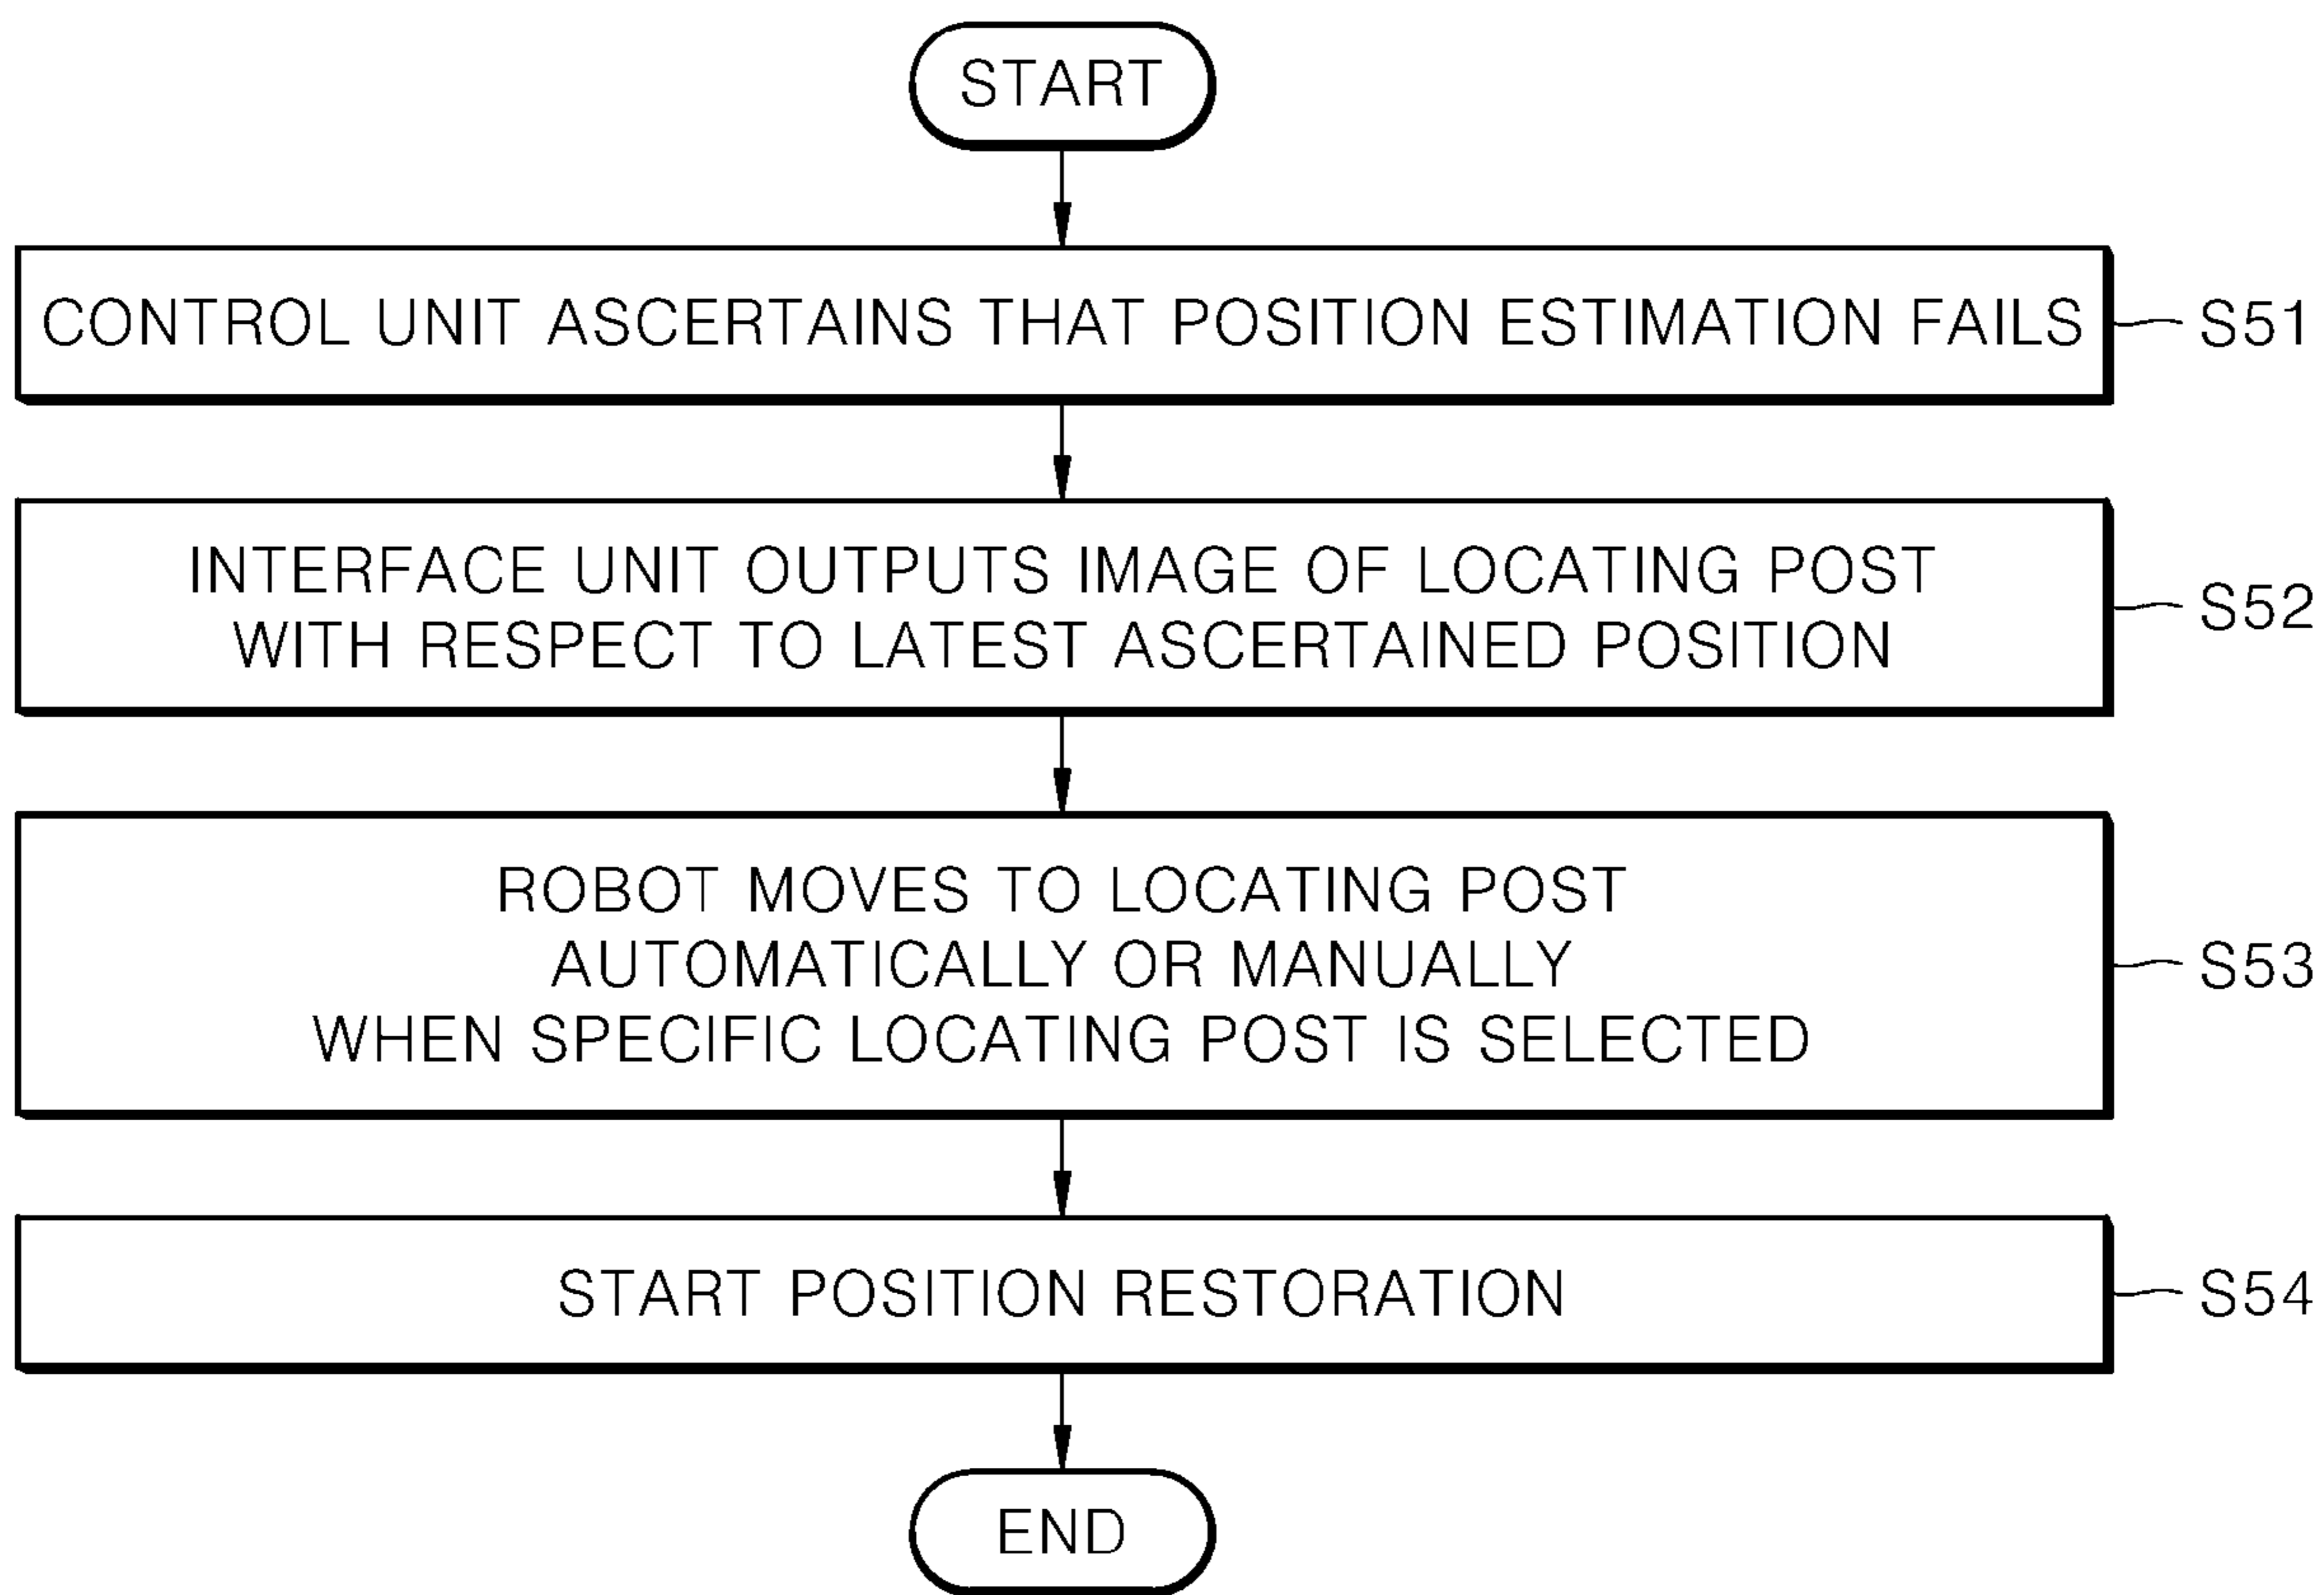 START
CONTROL UNIT ASCERTAINS THAT POSITION ESTIMATION FAILS
S51
INTERFACE UNIT OUTPUTS IMAGE OF LOCATING POST
WITH RESPECT TO LATEST ASCERTAINED POSITION
S52
ROBOT MOVES TO LOCATING POST
AUTOMATICALLY OR MANUALLY
WHEN SPECIFIC LOCATING POST IS SELECTED
S53
START POSITION RESTORATION
S54
END